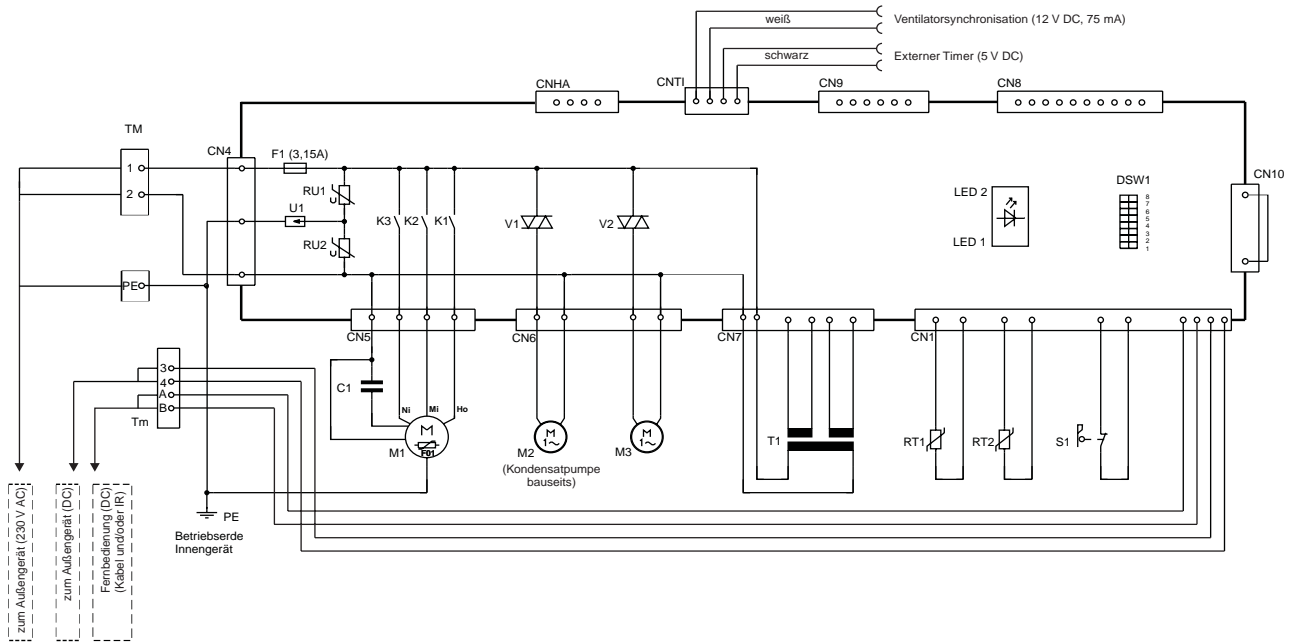 weiß
Ventilatorsynchronisation (12 V DC, 75 mA)
schwarz
Externer Timer (5 V DC)
CNHA
CNTI
CN9
CN8
TM
CN4
F1 (3,15A)
1
2
RU1
U1
RU2
K3
K2
K1
V1
V2
LED 2
LED 1
DSW1
8
7
6
5
4
3
2
1
CN10
PE
CN5
CN6
CN7
CN1
3
4
A
B
Tm
C1
Ni
Mi
Ho
M
F01
M1
M
1~
M2
(Kondensatpumpe
bauseits)
M
1~
M3
T1
RT1
RT2
S1
PE
Betriebserde
Innengerät
zum Außengerät (230 V AC)
zum Außengerät (DC)
Fernbedienung (DC)
(Kabel und/oder IR)